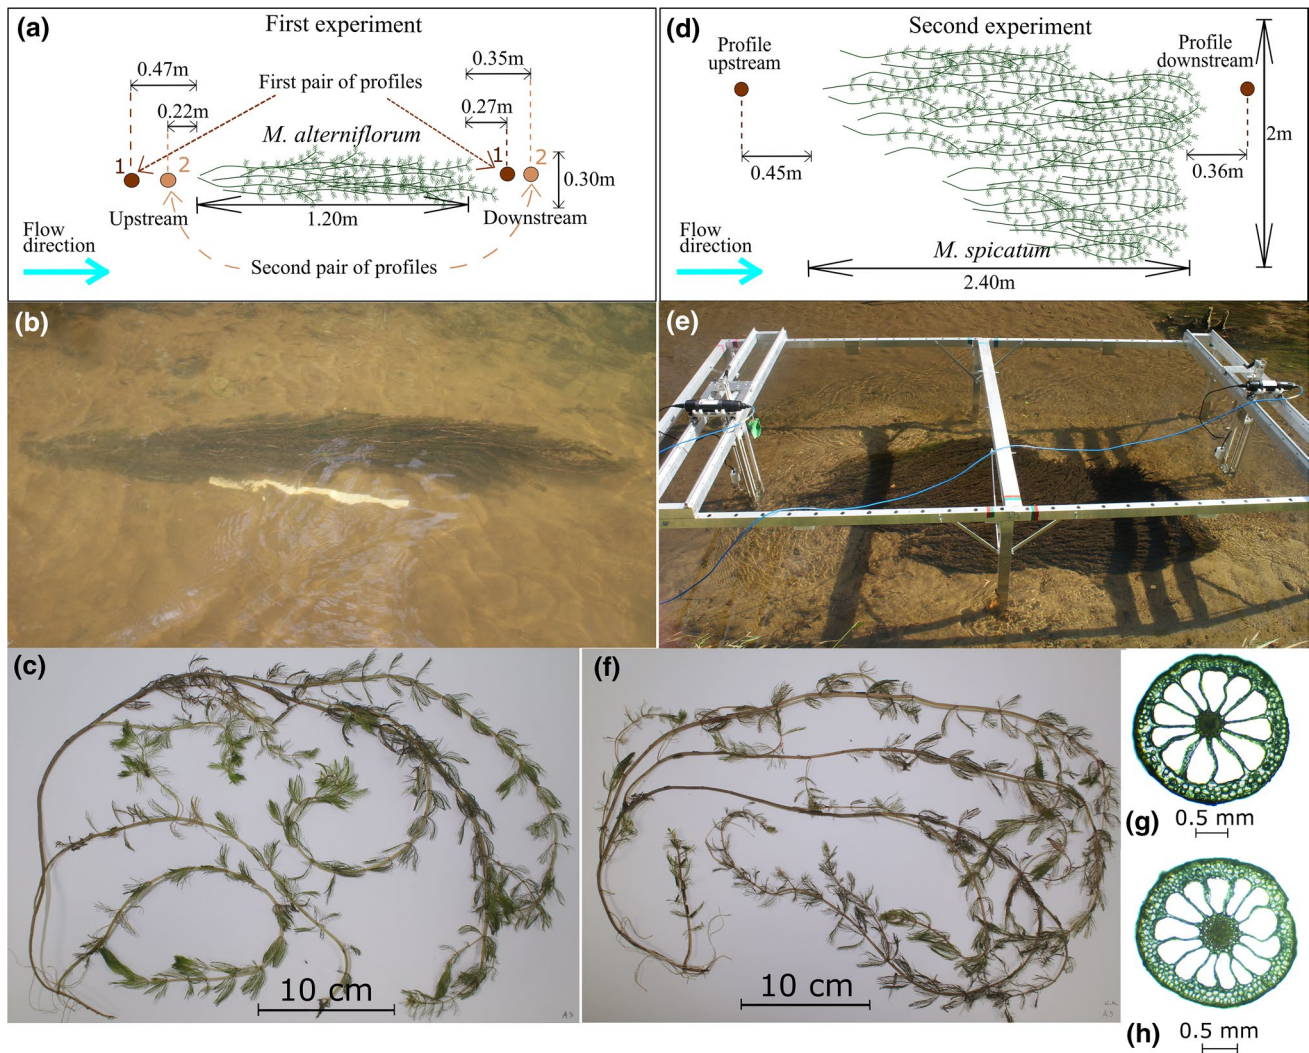 (a)
First experiment
0.47m
0.35m
First pair of profiles
0.22m
0.27m
M. alterniflorum
1
2
1
2
0.30m
Upstream
1.20m
Downstream
Flow
direction
Second pair of profiles
(d)
Second experiment
Profile
upstream
Profile
downstream
2m
0.45m
0.36m
Flow
direction
M. spicatum
2.40m
(b)
(e)
(c)
10 cm
A3
(f)
10 cm
A3
(g)
0.5 mm
(h)
0.5 mm